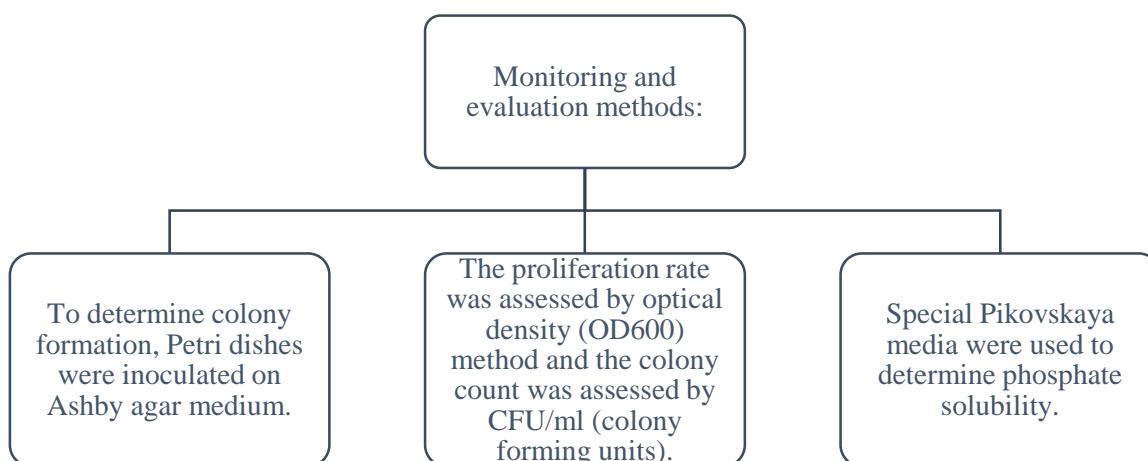 Monitoring and
evaluation methods:
To determine colony
formation, Petri dishes
were inoculated on
Ashby agar medium.
The proliferation rate
was assessed by optical
density (OD600)
method and the colony
count was assessed by
CFU/ml (colony
forming units).
Special Pikovskaya
media were used to
determine phosphate
solubility.